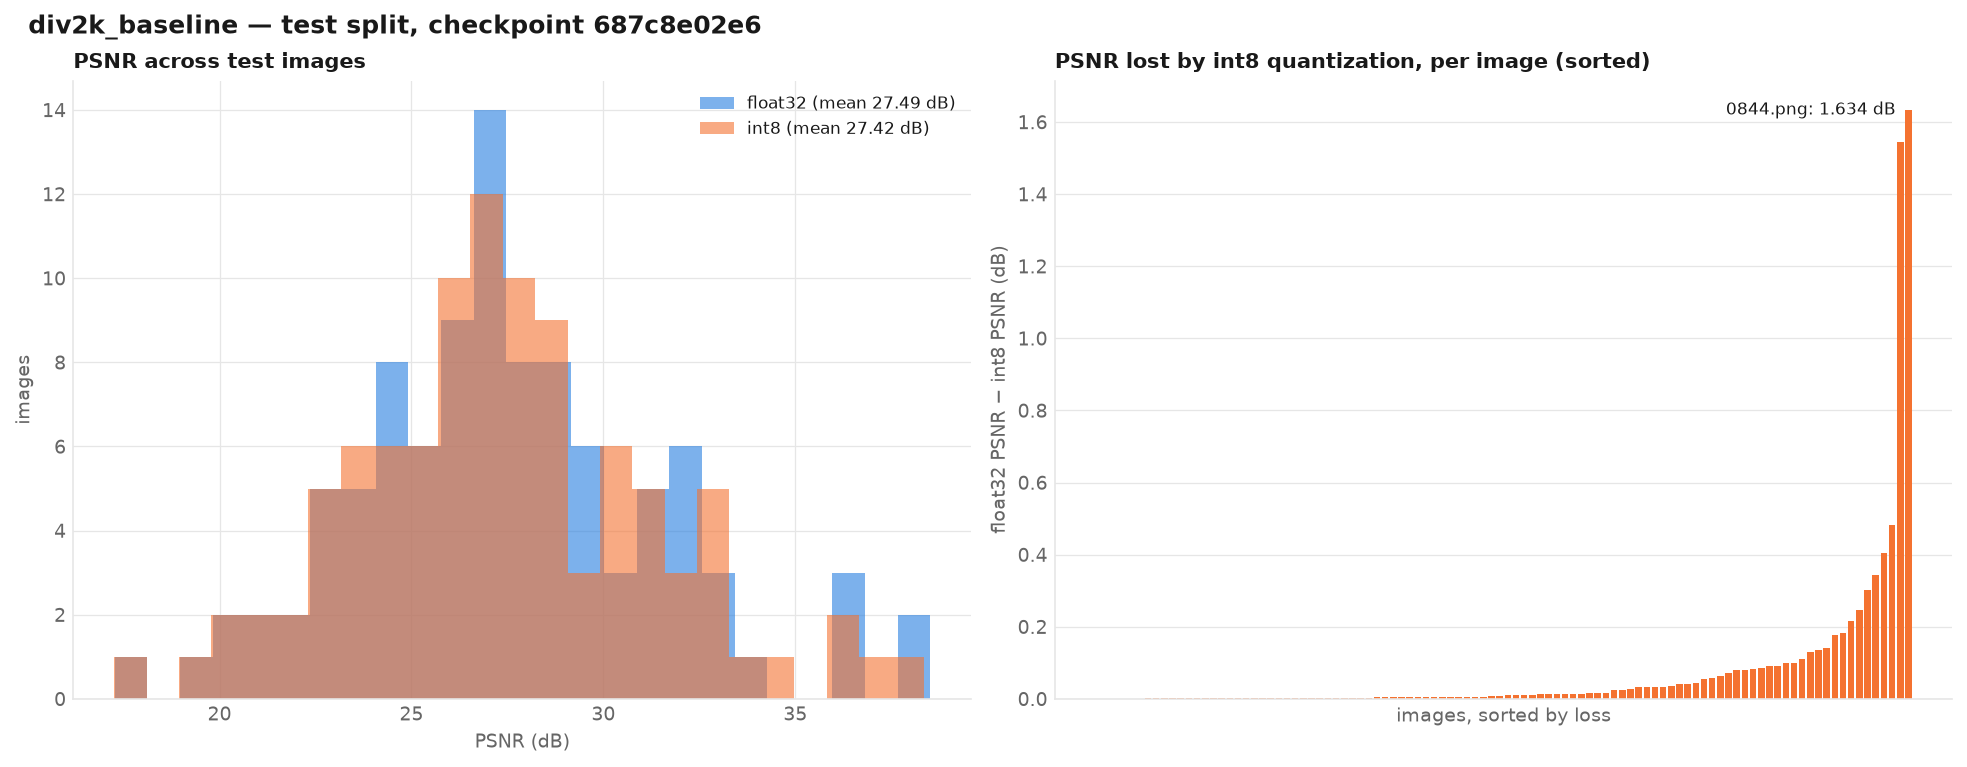 div2k_baseline — test split, checkpoint 687c8e02e6
PSNR across test images
float32 (mean 27.49 dB)
int8 (mean 27.42 dB)
14
12
10
8
6
4
2
0
images
20
25
30
35
PSNR (dB)
PSNR lost by int8 quantization, per image (sorted)
0844.png: 1.634 dB
1.6
1.4
1.2
1.0
0.8
0.6
0.4
0.2
0.0
float32 PSNR − int8 PSNR (dB)
images, sorted by loss